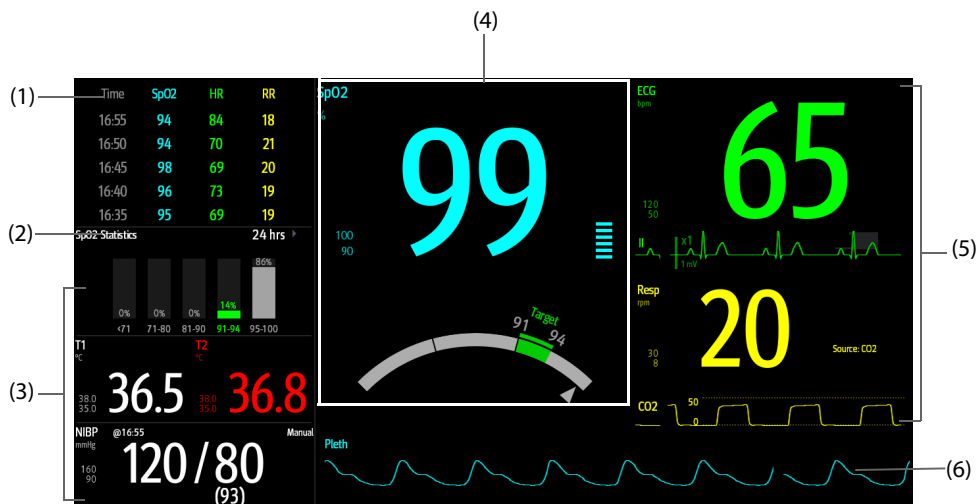 (4)
(1)
Time SpO2 HR RR
16:55 94 84 18
16:50 94 70 21
16:45 98 69 20
16:40 96 73 19
16:35 95 69 19
(2)
SpO2 Statistics 24 hrs
0% 0% 0% 14% 86%
<71 71-80 81-90 91-94 95-100
(3)
T1
°C
38.0
35.0
36.5
T2
°C
38.0
35.0
36.8
NIBP @16:55 Manual
mmHg
160
90
120/80
(93)
SpO2
%
99
100
90
91 Target 94
Pleth
ECG
bpm
65
120
50
II x1
1 mV
Resp
rpm
20
30
8
Source: CO2
CO2 50
0
(5)
(6)